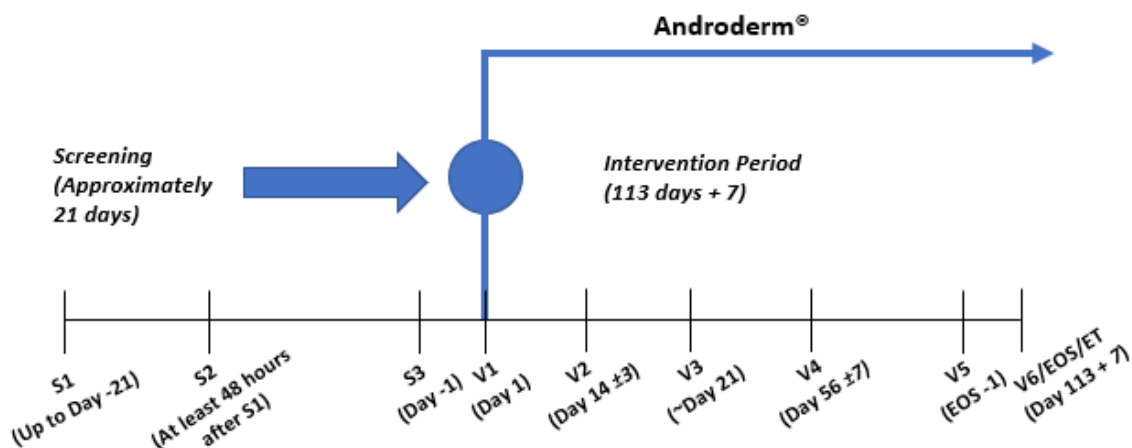 Androderm®
Screening
(Approximately
21 days)
Intervention Period
(113 days + 7)
S1
(Up to Day -21)
S2
(At least 48 hours
after S1)
S3
(Day -1)
V1
(Day 1)
V2
(Day 14 ±3)
V3
(~Day 21)
V4
(Day 56 ±7)
V5
(EOS -1)
V6/EOS/ET
(Day 113 + 7)